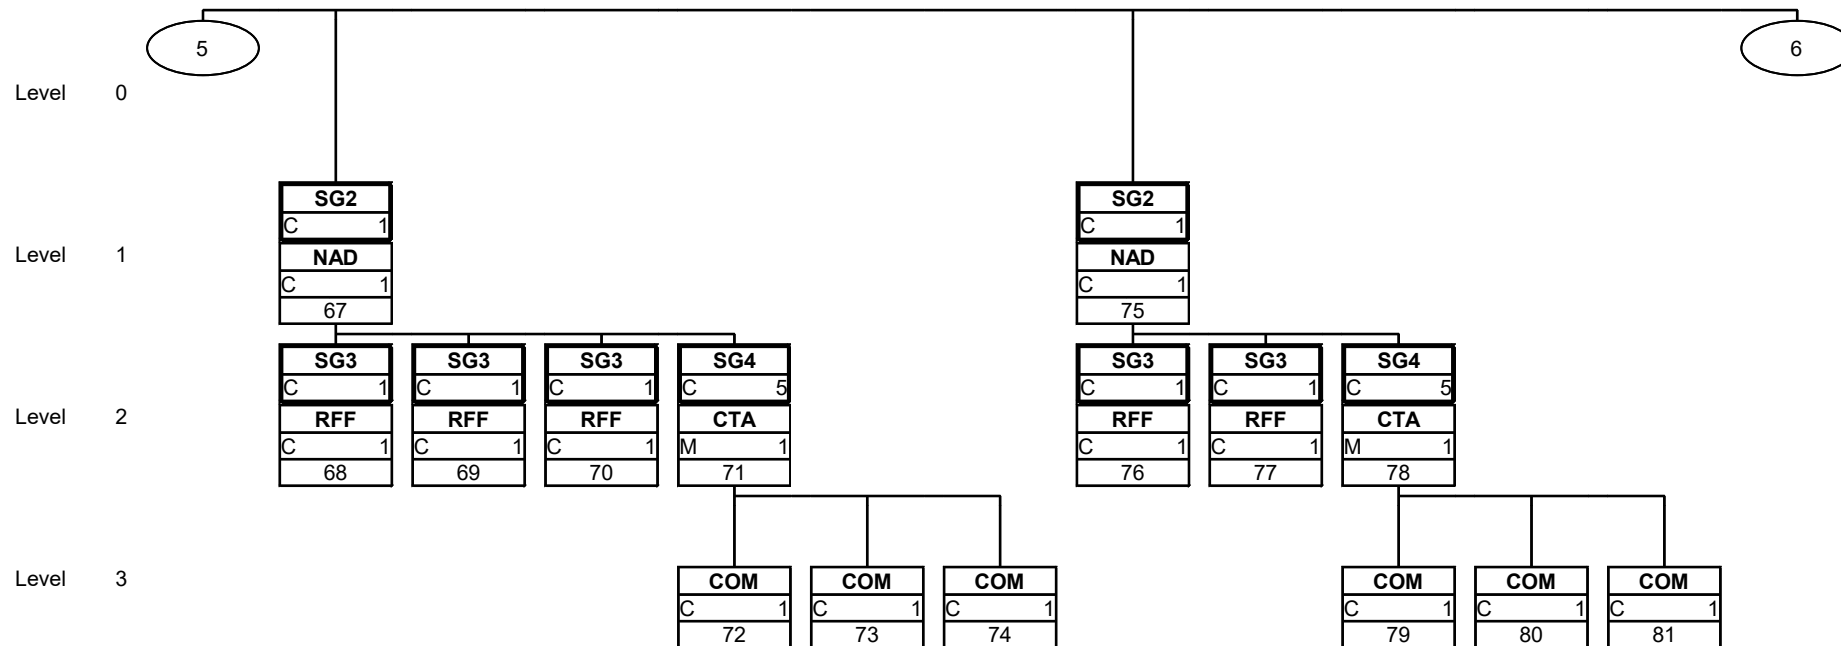 5 6
Level 0
SG2 SG2
C 1 C 1
Level 1
NAD NAD
C 1 C 1
67 75
SG3 SG3 SG3 SG4 SG3 SG3 SG4
C 1 C 1 C 1 C 5 C 1 C 1 C 5
Level 2
RFF RFF RFF CTA RFF RFF CTA
C 1 C 1 C 1 M 1 C 1 C 1 M 1
68 69 70 71 76 77 78
Level 3
COM COM COM COM COM COM
C 1 C 1 C 1 C 1 C 1 C 1
72 73 74 79 80 81